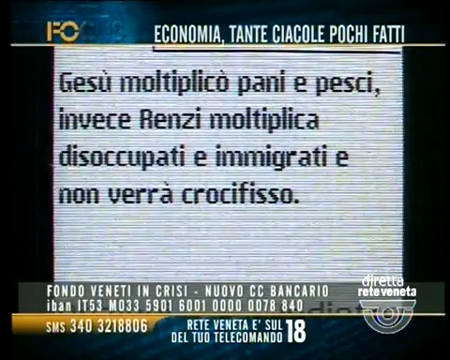 FOCUS
ECONOMIA, TANTE CIACOLE POCHI FATTI
Gesù moltiplicò pani e pesci,
invece Renzi moltiplica
disoccupati e immigrati e
non verrà crocifisso.
FONDO VENETI IN CRISI - NUOVO CC BANCARIO
iban IT53 M033 5901 6001 0000 0078 840
diretta
reteveneta
SMS 340 3218806
RETE VENETA E' SUL
DEL TUO TELECOMANDO 18